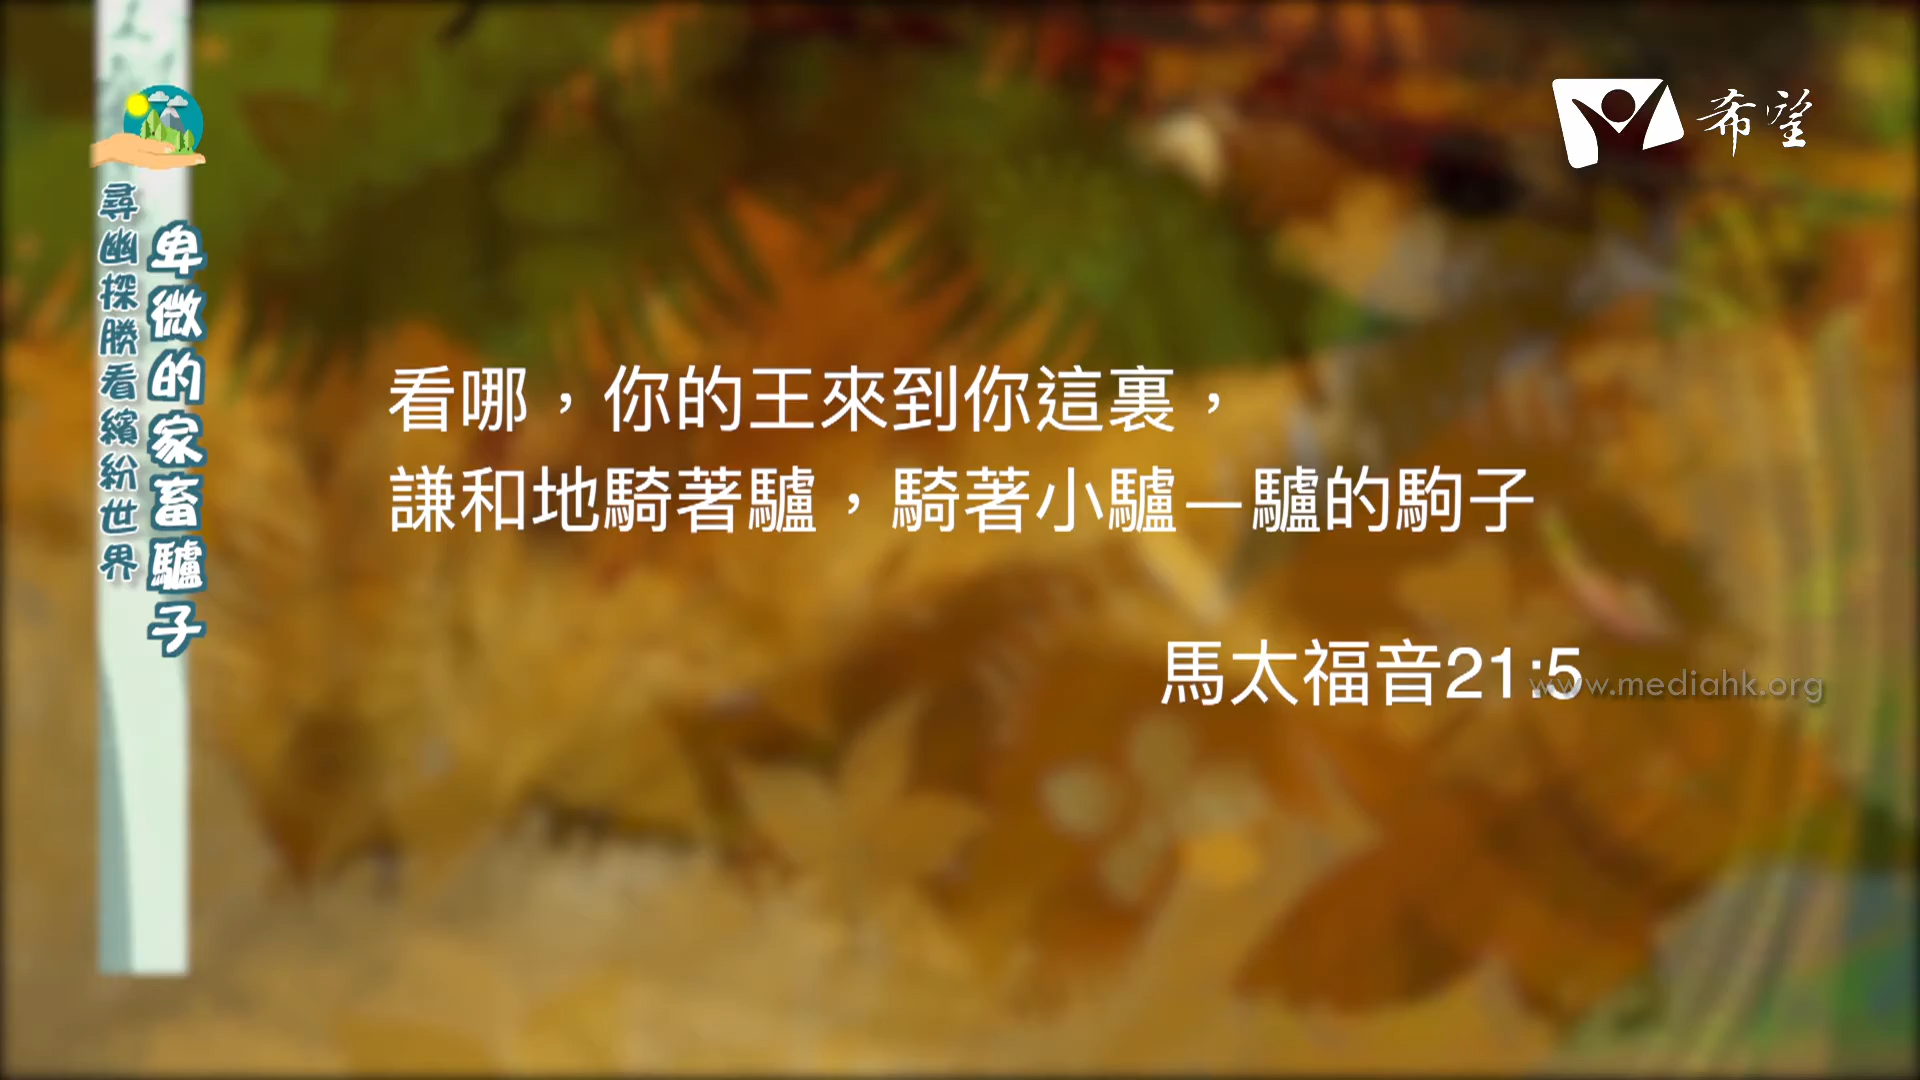 尋幽探勝看繽紛世界
卑微的家畜驢子
希望
看哪，你的王來到你這裏，
謙和地騎著驢，騎著小驢—驢的駒子
馬太福音21:5
www.mediahk.org